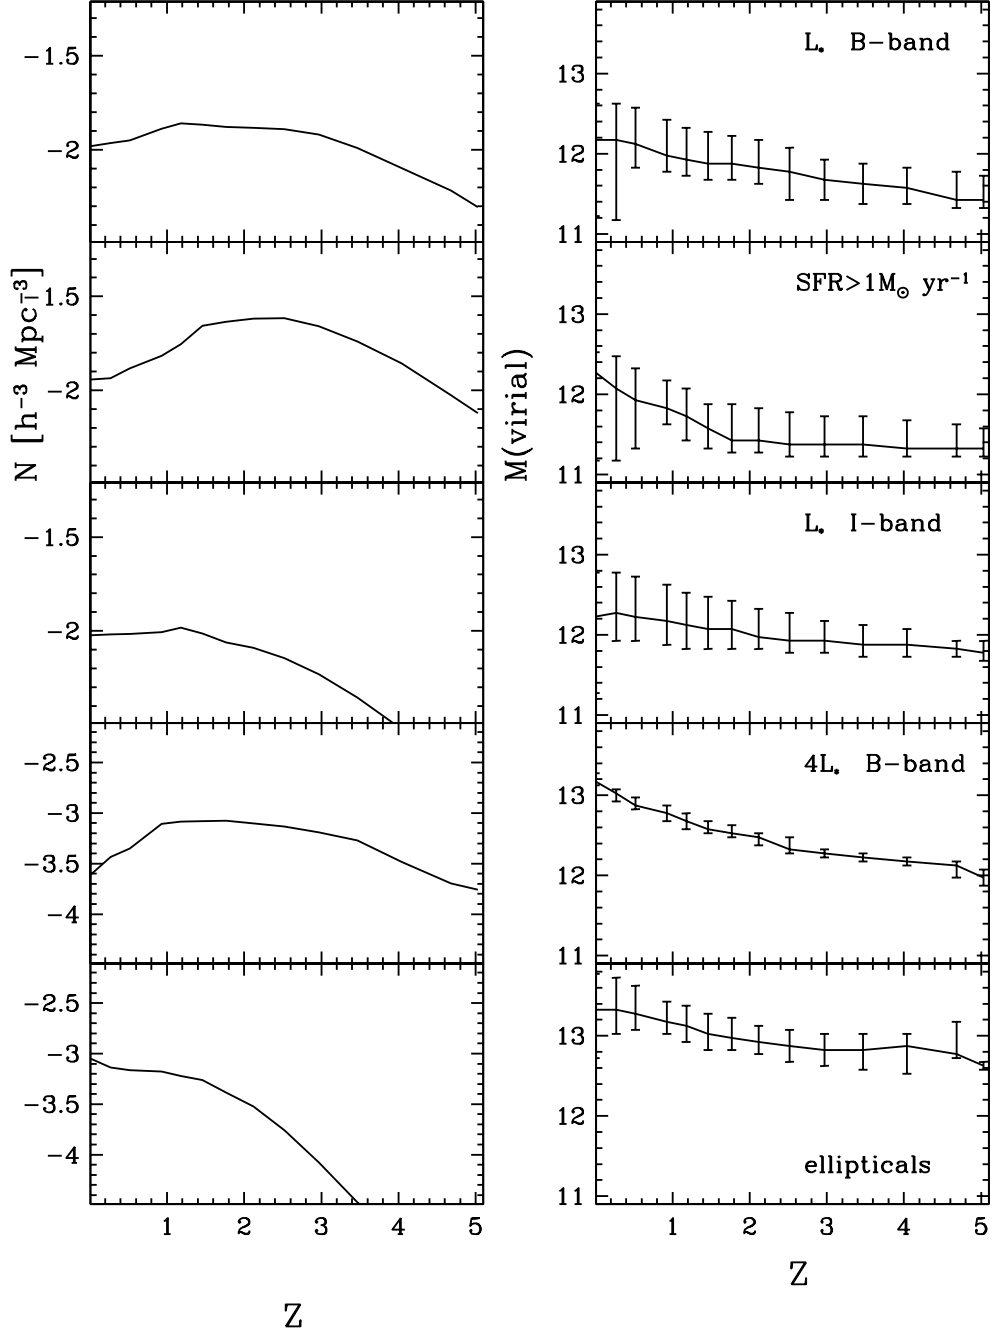 N [h⁻³ Mpc⁻³]
−1.5
−2
−1.5
−2
−1.5
−2
−2.5
−3
−3.5
−4
−2.5
−3
−3.5
−4
1 2 3 4 5
Z
M(virial)
L* B−band
13
12
11
SFR>1M⊙ yr⁻¹
13
12
11
L* I−band
13
12
11
4L* B−band
13
12
11
13
12
ellipticals
11
1 2 3 4 5
Z